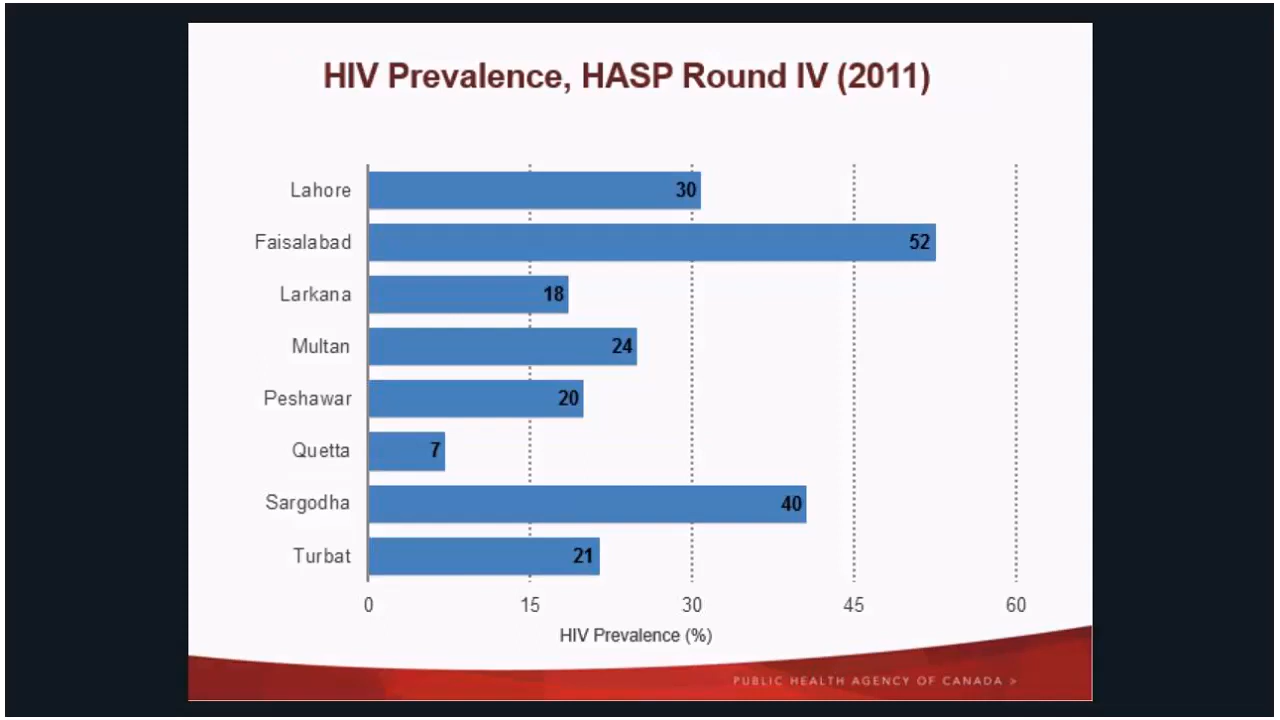 HIV Prevalence, HASP Round IV (2011)
Lahore 30
Faisalabad 52
Larkana 18
Multan 24
Peshawar 20
Quetta 7
Sargodha 40
Turbat 21
0 15 30 45 60
HIV Prevalence (%)
PUBLIC HEALTH AGENCY OF CANADA >